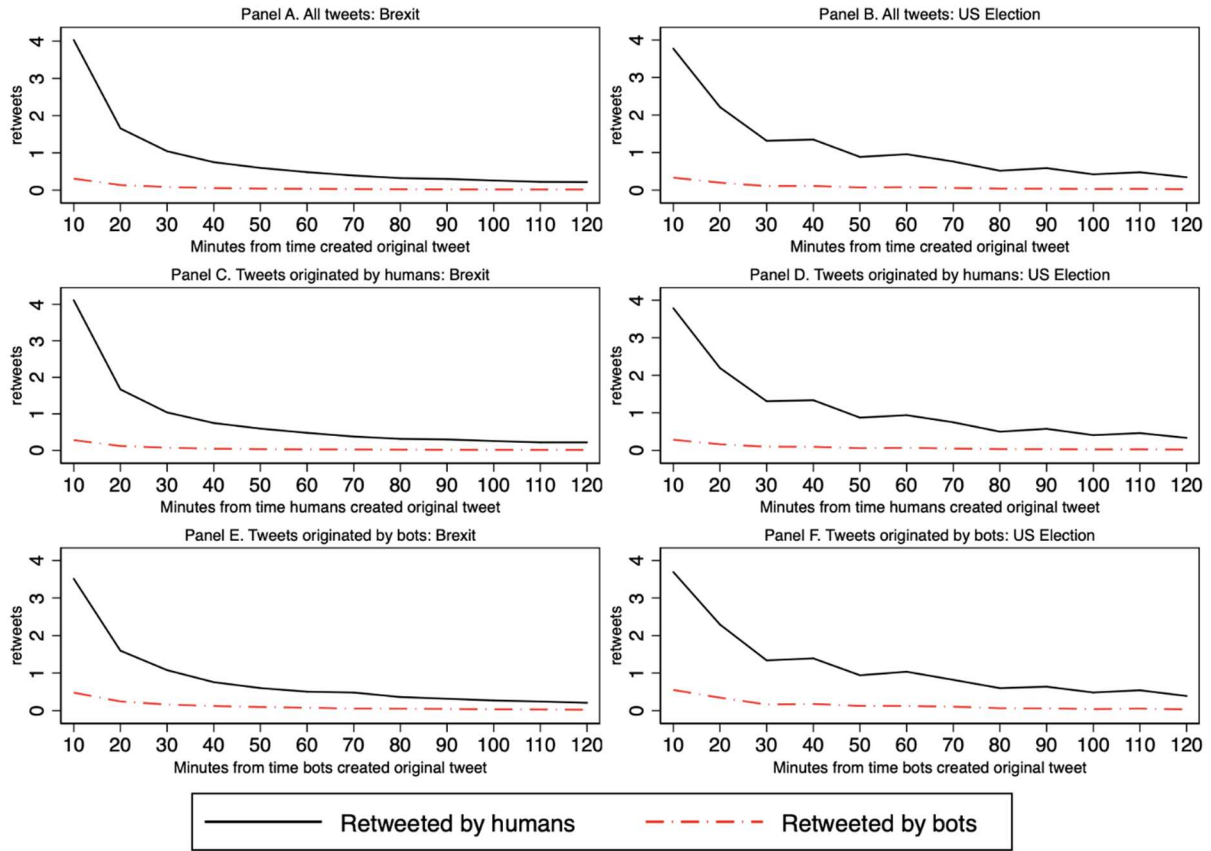 Panel A. All tweets: Brexit
retweets
4
3
2
1
0
10 20 30 40 50 60 70 80 90 100 110 120
Minutes from time created original tweet
Panel B. All tweets: US Election
retweets
4
3
2
1
0
10 20 30 40 50 60 70 80 90 100 110 120
Minutes from time created original tweet
Panel C. Tweets originated by humans: Brexit
retweets
4
3
2
1
0
10 20 30 40 50 60 70 80 90 100 110 120
Minutes from time humans created original tweet
Panel D. Tweets originated by humans: US Election
retweets
4
3
2
1
0
10 20 30 40 50 60 70 80 90 100 110 120
Minutes from time humans created original tweet
Panel E. Tweets originated by bots: Brexit
retweets
4
3
2
1
0
10 20 30 40 50 60 70 80 90 100 110 120
Minutes from time bots created original tweet
Panel F. Tweets originated by bots: US Election
retweets
4
3
2
1
0
10 20 30 40 50 60 70 80 90 100 110 120
Minutes from time bots created original tweet
Retweeted by humans
Retweeted by bots